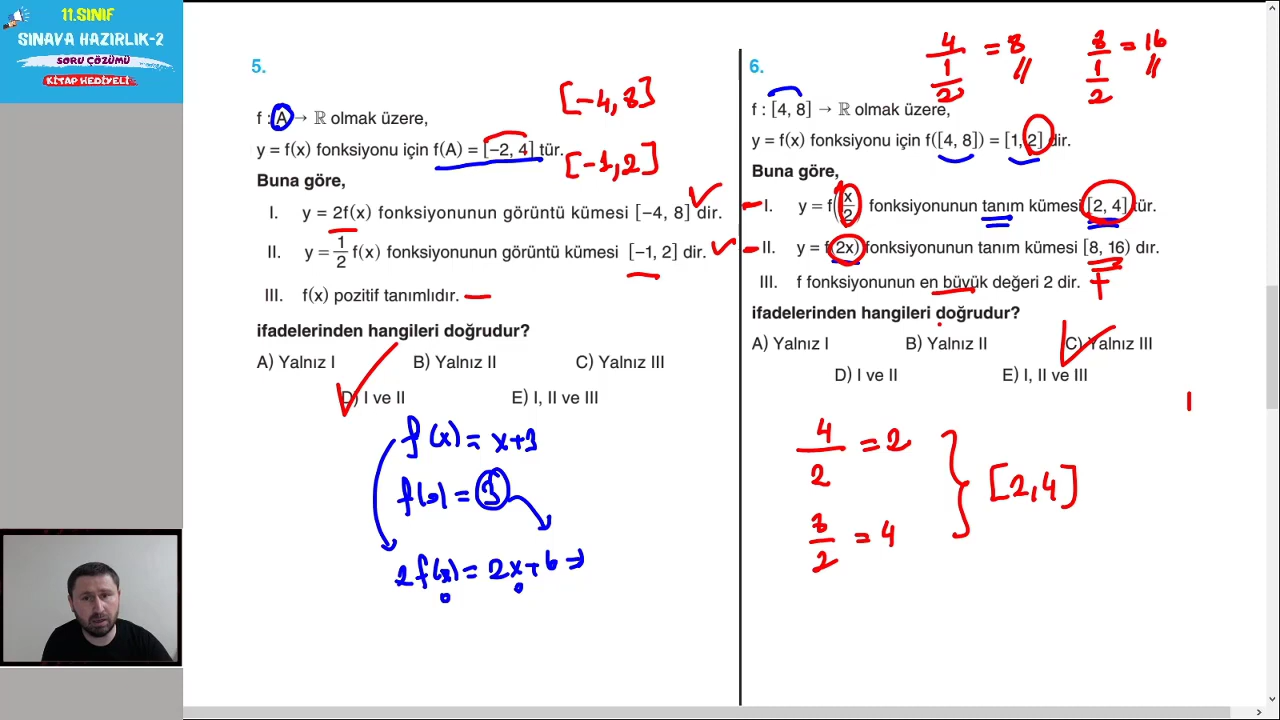 11.SINIF
SINAVA HAZIRLIK-2
SORU ÇÖZÜMÜ
KİTAP HEDİYELİ
5.
f : A → ℝ olmak üzere,
y = f(x) fonksiyonu için f(A) = [−2, 4] tür.
Buna göre,
I. y = 2f(x) fonksiyonunun görüntü kümesi [−4, 8] dir.
II. y = 1/2 f(x) fonksiyonunun görüntü kümesi [−1, 2] dir.
III. f(x) pozitif tanımlıdır.
ifadelerinden hangileri doğrudur?
A) Yalnız I B) Yalnız II C) Yalnız III
D) I ve II E) I, II ve III
[-4, 8]
[-1, 2]
f(x) = x+3
f(0) = 3
2f(x) = 2x+6 ⇒
6.
f : [4, 8] → ℝ olmak üzere,
y = f(x) fonksiyonu için f([4, 8]) = [1, 2] dir.
Buna göre,
I. y = f(x/2) fonksiyonunun tanım kümesi [2, 4] tür.
II. y = f(2x) fonksiyonunun tanım kümesi [8, 16) dır.
III. f fonksiyonunun en büyük değeri 2 dir.
ifadelerinden hangileri doğrudur?
A) Yalnız I B) Yalnız II C) Yalnız III
D) I ve II E) I, II ve III
4/(1/2) = 8
8/(1/2) = 16
4/2 = 2
8/2 = 4
[2, 4]